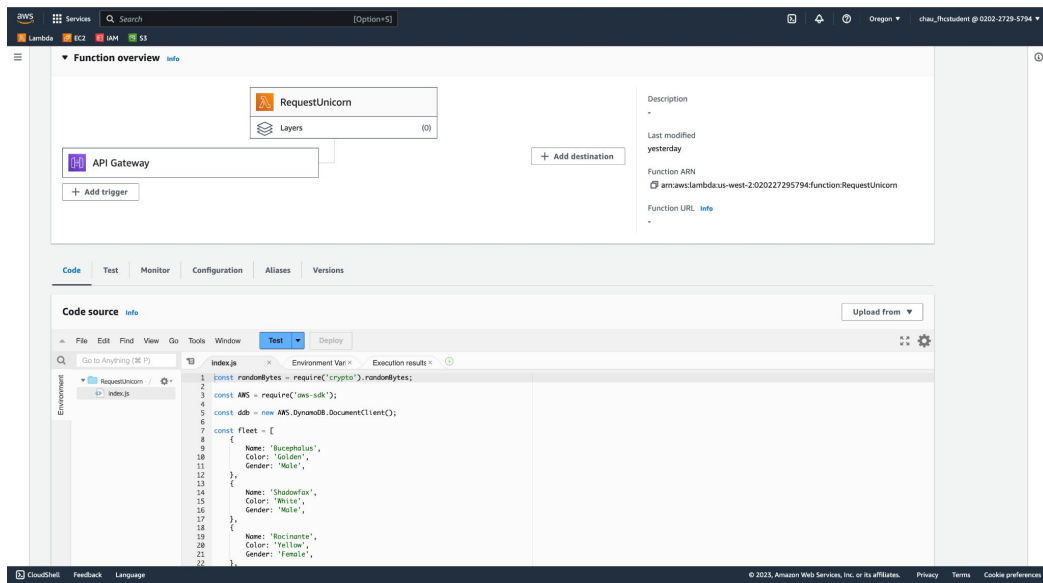 aws Services Search [Option+S] Oregon ▼ chau_fhcstudent @ 0202-2729-5794 ▼
Lambda EC2 IAM S3
▼ Function overview Info
RequestUnicorn
Layers (0)
API Gateway
+ Add trigger
+ Add destination
Description
-
Last modified
yesterday
Function ARN
arn:aws:lambda:us-west-2:020227295794:function:RequestUnicorn
Function URL Info
-
Code Test Monitor Configuration Aliases Versions
Code source Info
Upload from ▼
File Edit Find View Go Tools Window Test ▼ Deploy
Go to Anything (⌘ P)
index.js × Environment Vari × Execution results ×
Environment
RequestUnicorn /
index.js
1 const randomBytes = require('crypto').randomBytes;
2
3 const AWS = require('aws-sdk');
4
5 const ddb = new AWS.DynamoDB.DocumentClient();
6
7 const fleet = [
8 {
9 Name: 'Bucephalus',
10 Color: 'Golden',
11 Gender: 'Male',
12 },
13 {
14 Name: 'Shadowfax',
15 Color: 'White',
16 Gender: 'Male',
17 },
18 {
19 Name: 'Rocinante',
20 Color: 'Yellow',
21 Gender: 'Female',
22 },
CloudShell Feedback Language © 2023, Amazon Web Services, Inc. or its affiliates. Privacy Terms Cookie preferences